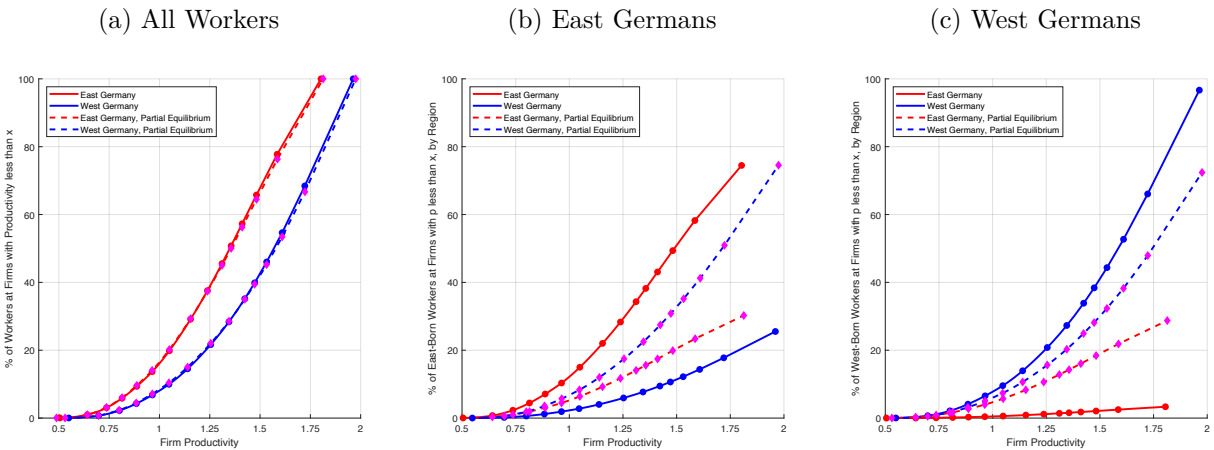 (a) All Workers
(b) East Germans
(c) West Germans
% of Workers at Firms with Productivity less than x
100
80
60
40
20
0
East Germany
West Germany
East Germany, Partial Equilibrium
West Germany, Partial Equilibrium
0.5 0.75 1 1.25 1.5 1.75 2
Firm Productivity
% of East-Born Workers at Firms with p less than x, by Region
100
80
60
40
20
0
East Germany
West Germany
East Germany, Partial Equilibrium
West Germany, Partial Equilibrium
0.5 0.75 1 1.25 1.5 1.75 2
Firm Productivity
% of West-Born Workers at Firms with p less than x, by Region
100
80
60
40
20
0
East Germany
West Germany
East Germany, Partial Equilibrium
West Germany, Partial Equilibrium
0.5 0.75 1 1.25 1.5 1.75 2
Firm Productivity